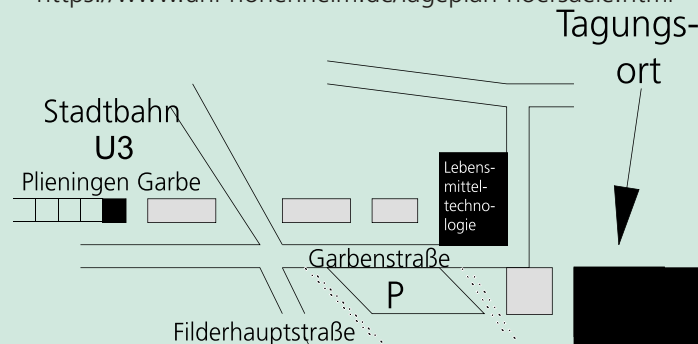 Tagungs-
ort
Stadtbahn
U3
Plieningen Garbe
Lebens-
mittel-
techno-
logie
Garbenstraße
P
Filderhauptstraße